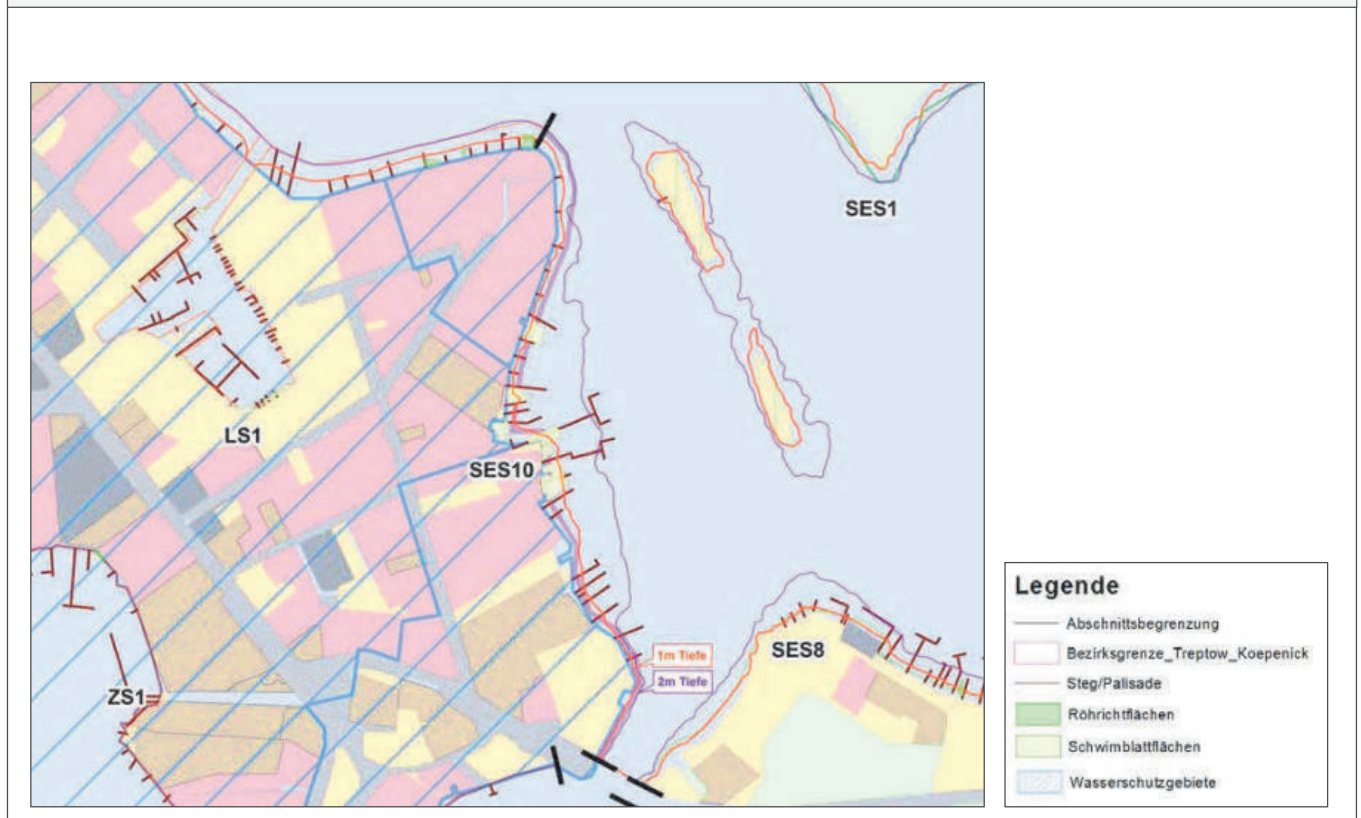 SES1
LS1
SES10
1m Tiefe
2m Tiefe
SES8
ZS1
Legende
Abschnittsbegrenzung
Bezirksgrenze_Treptow_Koepenick
Steg/Palisade
Röhrichtflächen
Schwimblattflächen
Wasserschutzgebiete